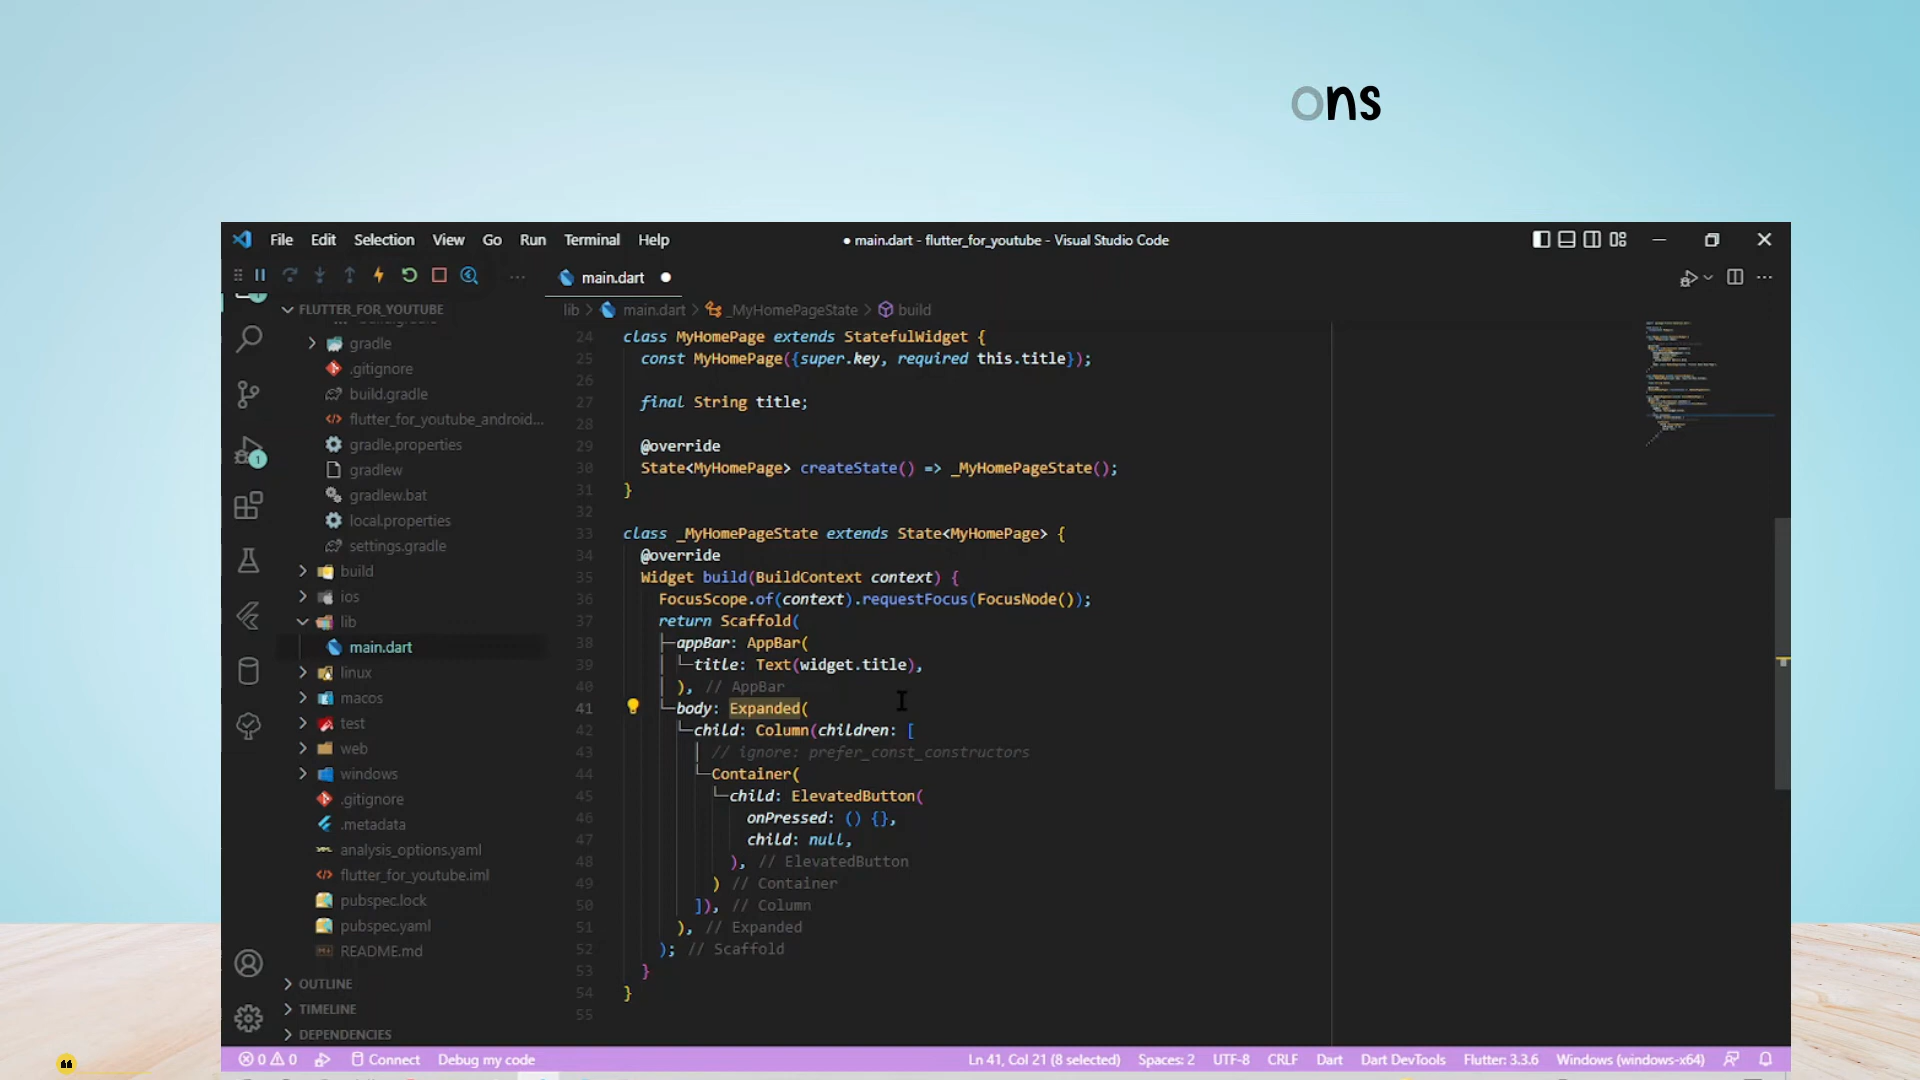 ons
File Edit Selection View Go Run Terminal Help
● main.dart - flutter_for_youtube - Visual Studio Code
main.dart
FLUTTER_FOR_YOUTUBE
lib > main.dart > _MyHomePageState > build
gradle
.gitignore
build.gradle
flutter_for_youtube_android...
gradle.properties
gradlew
gradlew.bat
local.properties
settings.gradle
build
ios
lib
main.dart
linux
macos
test
web
windows
.gitignore
.metadata
analysis_options.yaml
flutter_for_youtube.iml
pubspec.lock
pubspec.yaml
README.md
OUTLINE
TIMELINE
DEPENDENCIES
1
24 class MyHomePage extends StatefulWidget {
25 const MyHomePage({super.key, required this.title});
26
27 final String title;
28
29 @override
30 State<MyHomePage> createState() => _MyHomePageState();
31 }
32
33 class _MyHomePageState extends State<MyHomePage> {
34 @override
35 Widget build(BuildContext context) {
36 FocusScope.of(context).requestFocus(FocusNode());
37 return Scaffold(
38 appBar: AppBar(
39 title: Text(widget.title),
40 ), // AppBar
41 body: Expanded(
42 child: Column(children: [
43 // ignore: prefer_const_constructors
44 Container(
45 child: ElevatedButton(
46 onPressed: () {},
47 child: null,
48 ), // ElevatedButton
49 ) // Container
50 ]), // Column
51 ), // Expanded
52 ); // Scaffold
53 }
54 }
55
0 0 Connect Debug my code Ln 41, Col 21 (8 selected) Spaces: 2 UTF-8 CRLF Dart Dart DevTools Flutter: 3.3.6 Windows (windows-x64)